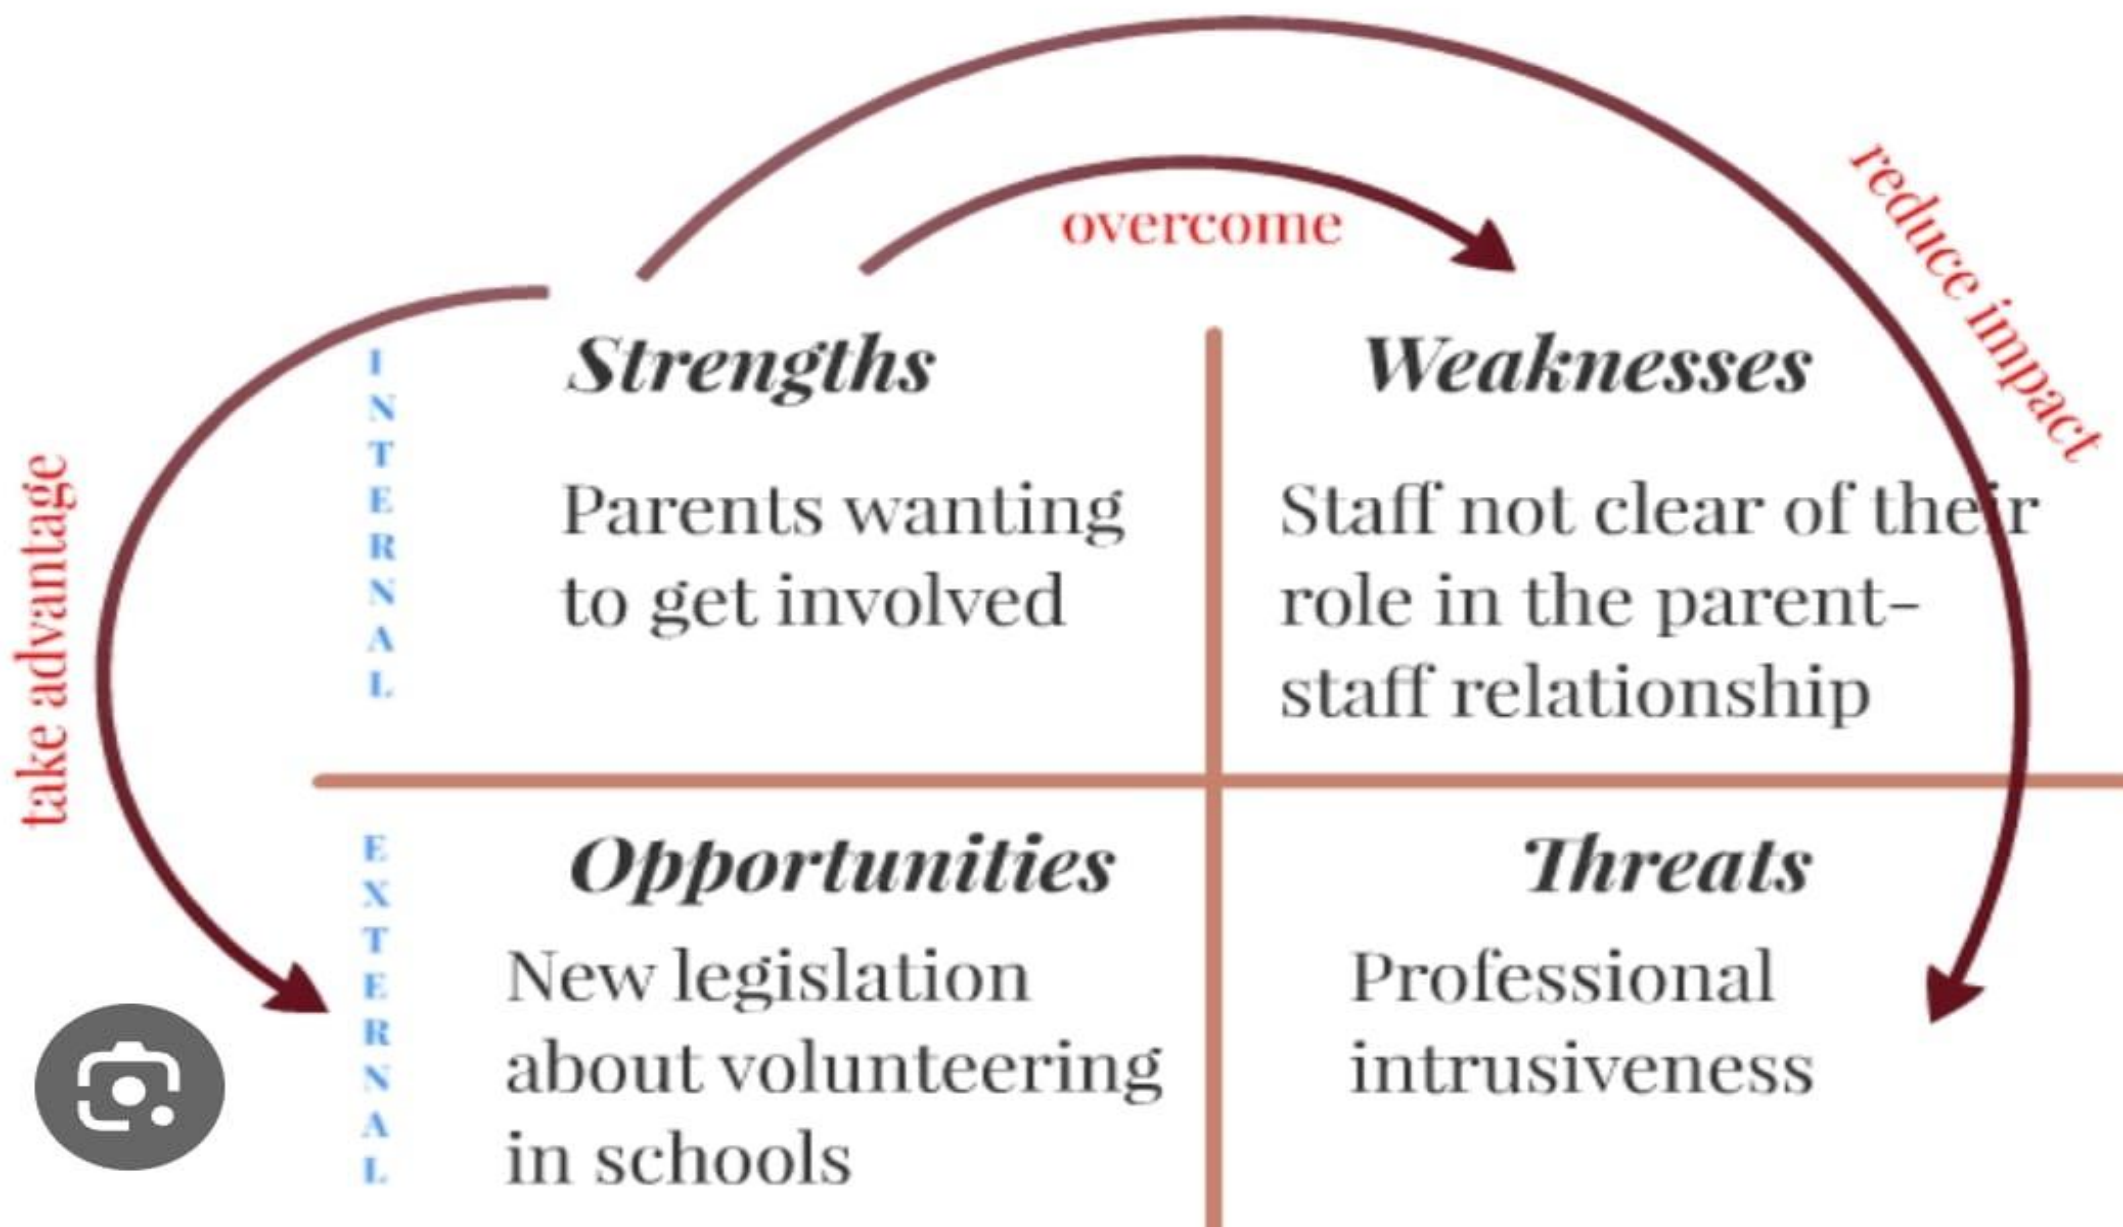 overcome
reduce impact
take advantage
INTERNAL
Strengths
Parents wanting
to get involved
Weaknesses
Staff not clear of their
role in the parent-
staff relationship
EXTERNAL
Opportunities
New legislation
about volunteering
in schools
Threats
Professional
intrusiveness